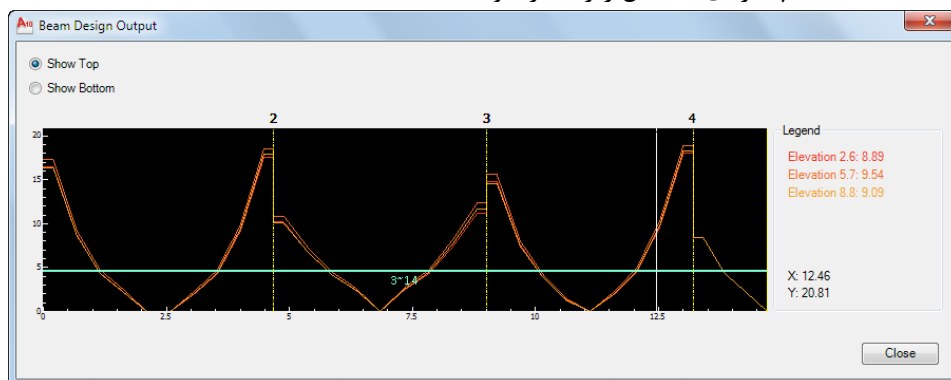 A10 Beam Design Output
Show Top
Show Bottom
2 3 4
Legend
20
15
10
5
0
Elevation 2.6: 8.89
Elevation 5.7: 9.54
Elevation 8.8: 9.09
3~14
X: 12.46
Y: 20.81
0 2.5 5 7.5 10 12.5
Close